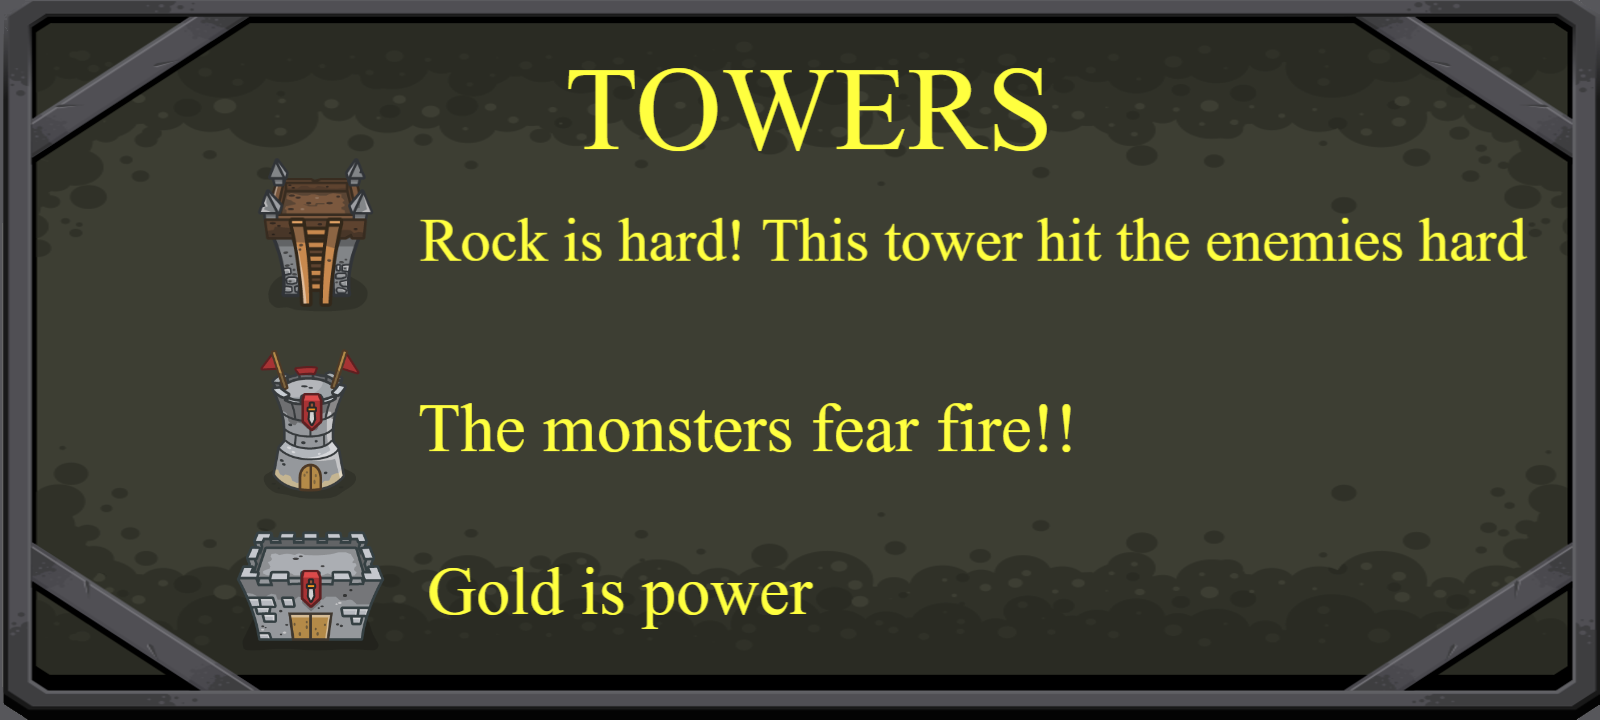 TOWERS
Rock is hard! This tower hit the enemies hard
The monsters fear fire!!
Gold is power